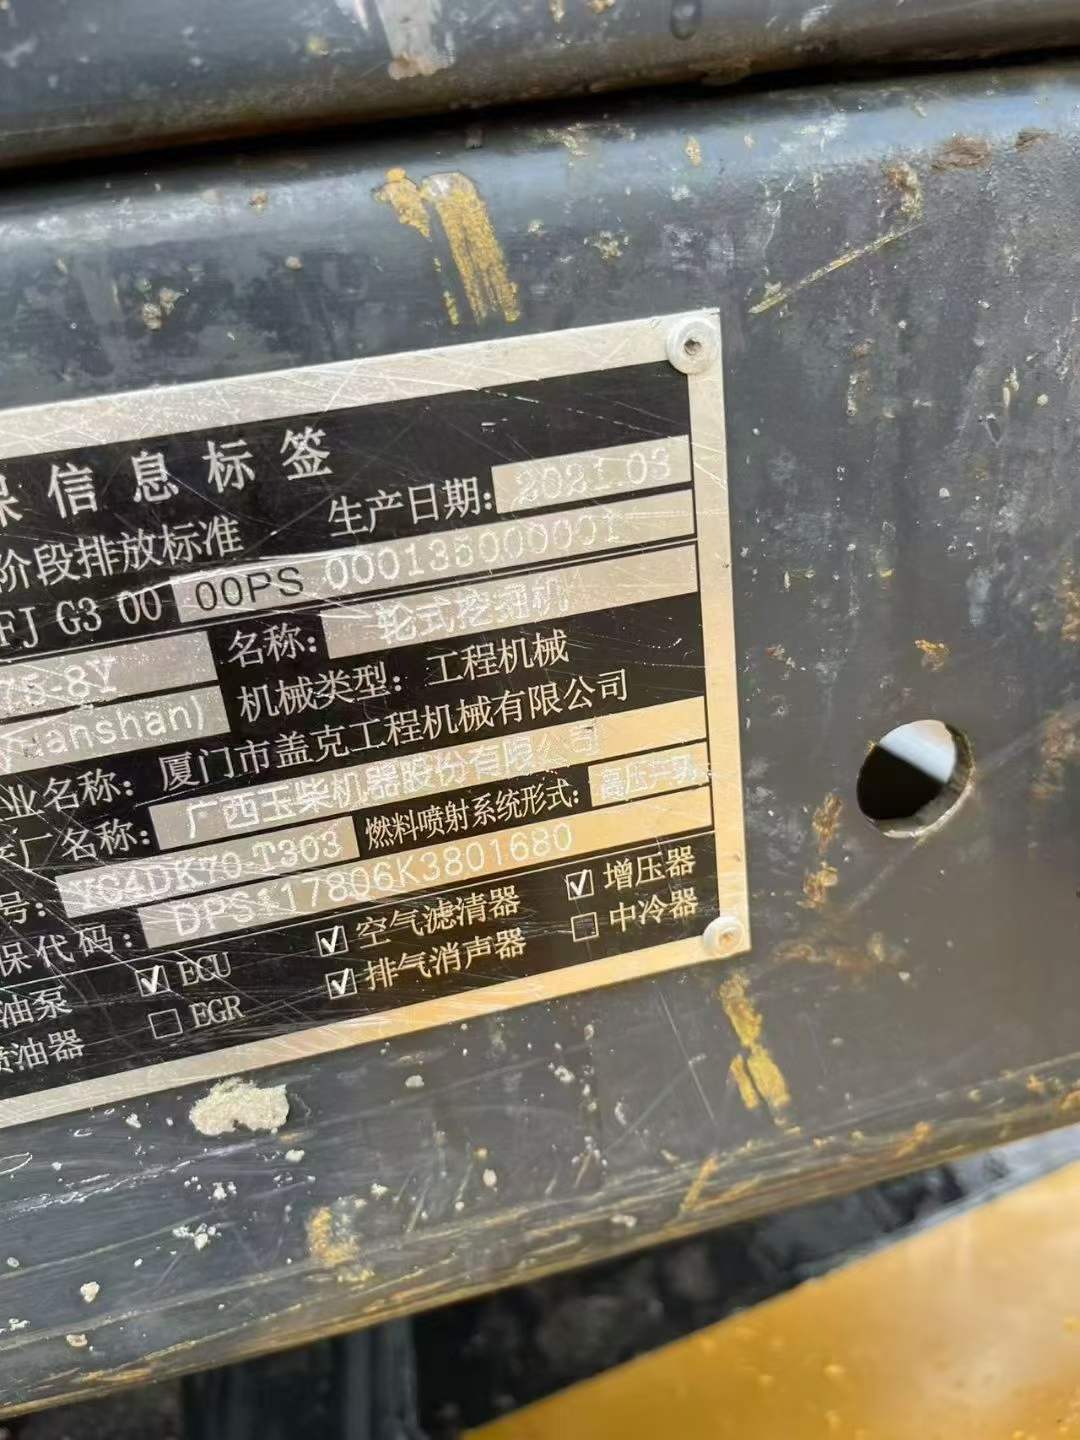 保信息标签
阶段排放标准 生产日期: 2021.03
FJ G3 00 00PS 000135000001
75-8Y 名称: 轮式挖掘机
anshan) 机械类型: 工程机械
业名称: 厦门市盖克工程机械有限公司
厂名称: 广西玉柴机器股份有限公司
号: YC4DK70-T303 燃料喷射系统形式: 高压共轨
保代码: DPS117806K3801680
油泵 ☑ ECU ☑ 空气滤清器 ☑ 增压器
喷油器 ☐ EGR ☑ 排气消声器 ☐ 中冷器